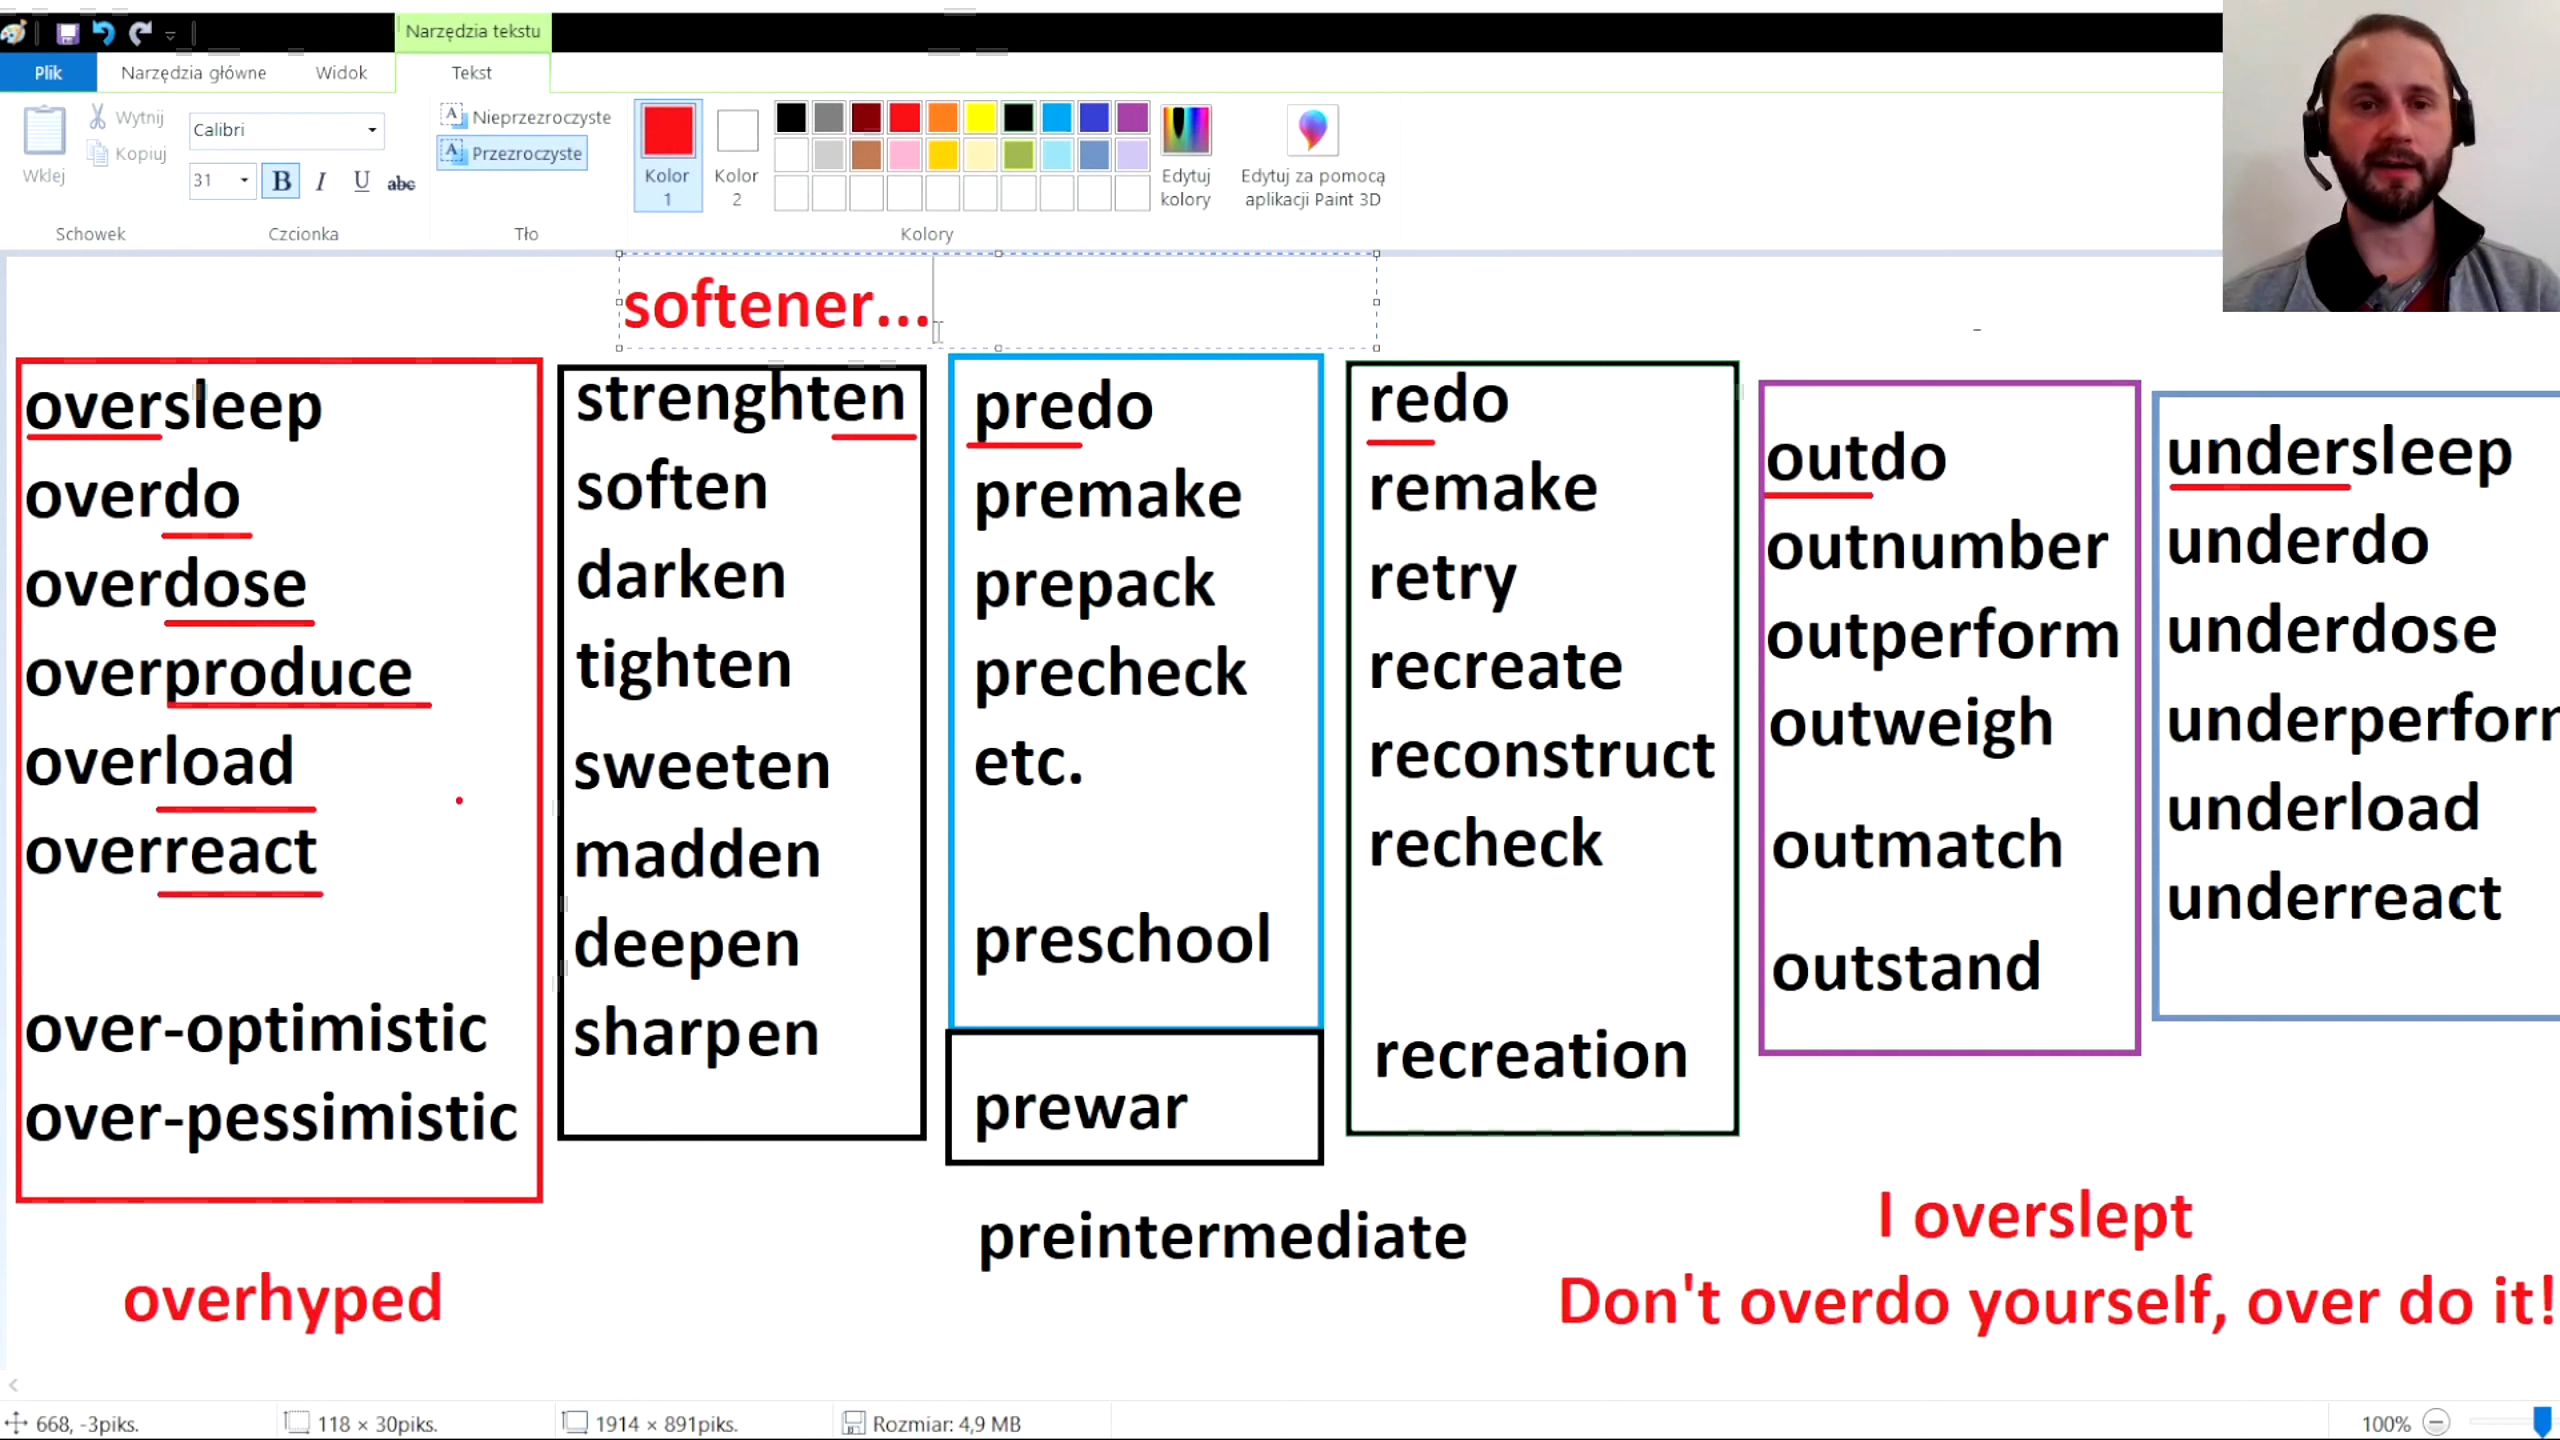 Narzędzia tekstu
Plik
Narzędzia główne
Widok
Tekst
Wklej
Wytnij
Kopiuj
Schowek
Calibri
31
B I U abc
Czcionka
Nieprzezroczyste
Przezroczyste
Tło
Kolor 1
Kolor 2
Edytuj kolory
Edytuj za pomocą aplikacji Paint 3D
Kolory
softener...
oversleep
overdo
overdose
overproduce
overload
overreact
over-optimistic
over-pessimistic
strenghten
soften
darken
tighten
sweeten
madden
deepen
sharpen
predo
premake
prepack
precheck
etc.
preschool
prewar
redo
remake
retry
recreate
reconstruct
recheck
recreation
outdo
outnumber
outperform
outweigh
outmatch
outstand
undersleep
underdo
underdose
underperfor
underload
underreact
preintermediate
overhyped
I overslept
Don't overdo yourself, over do it!
668, -3piks.
118 × 30piks.
1914 × 891piks.
Rozmiar: 4,9 MB
100%